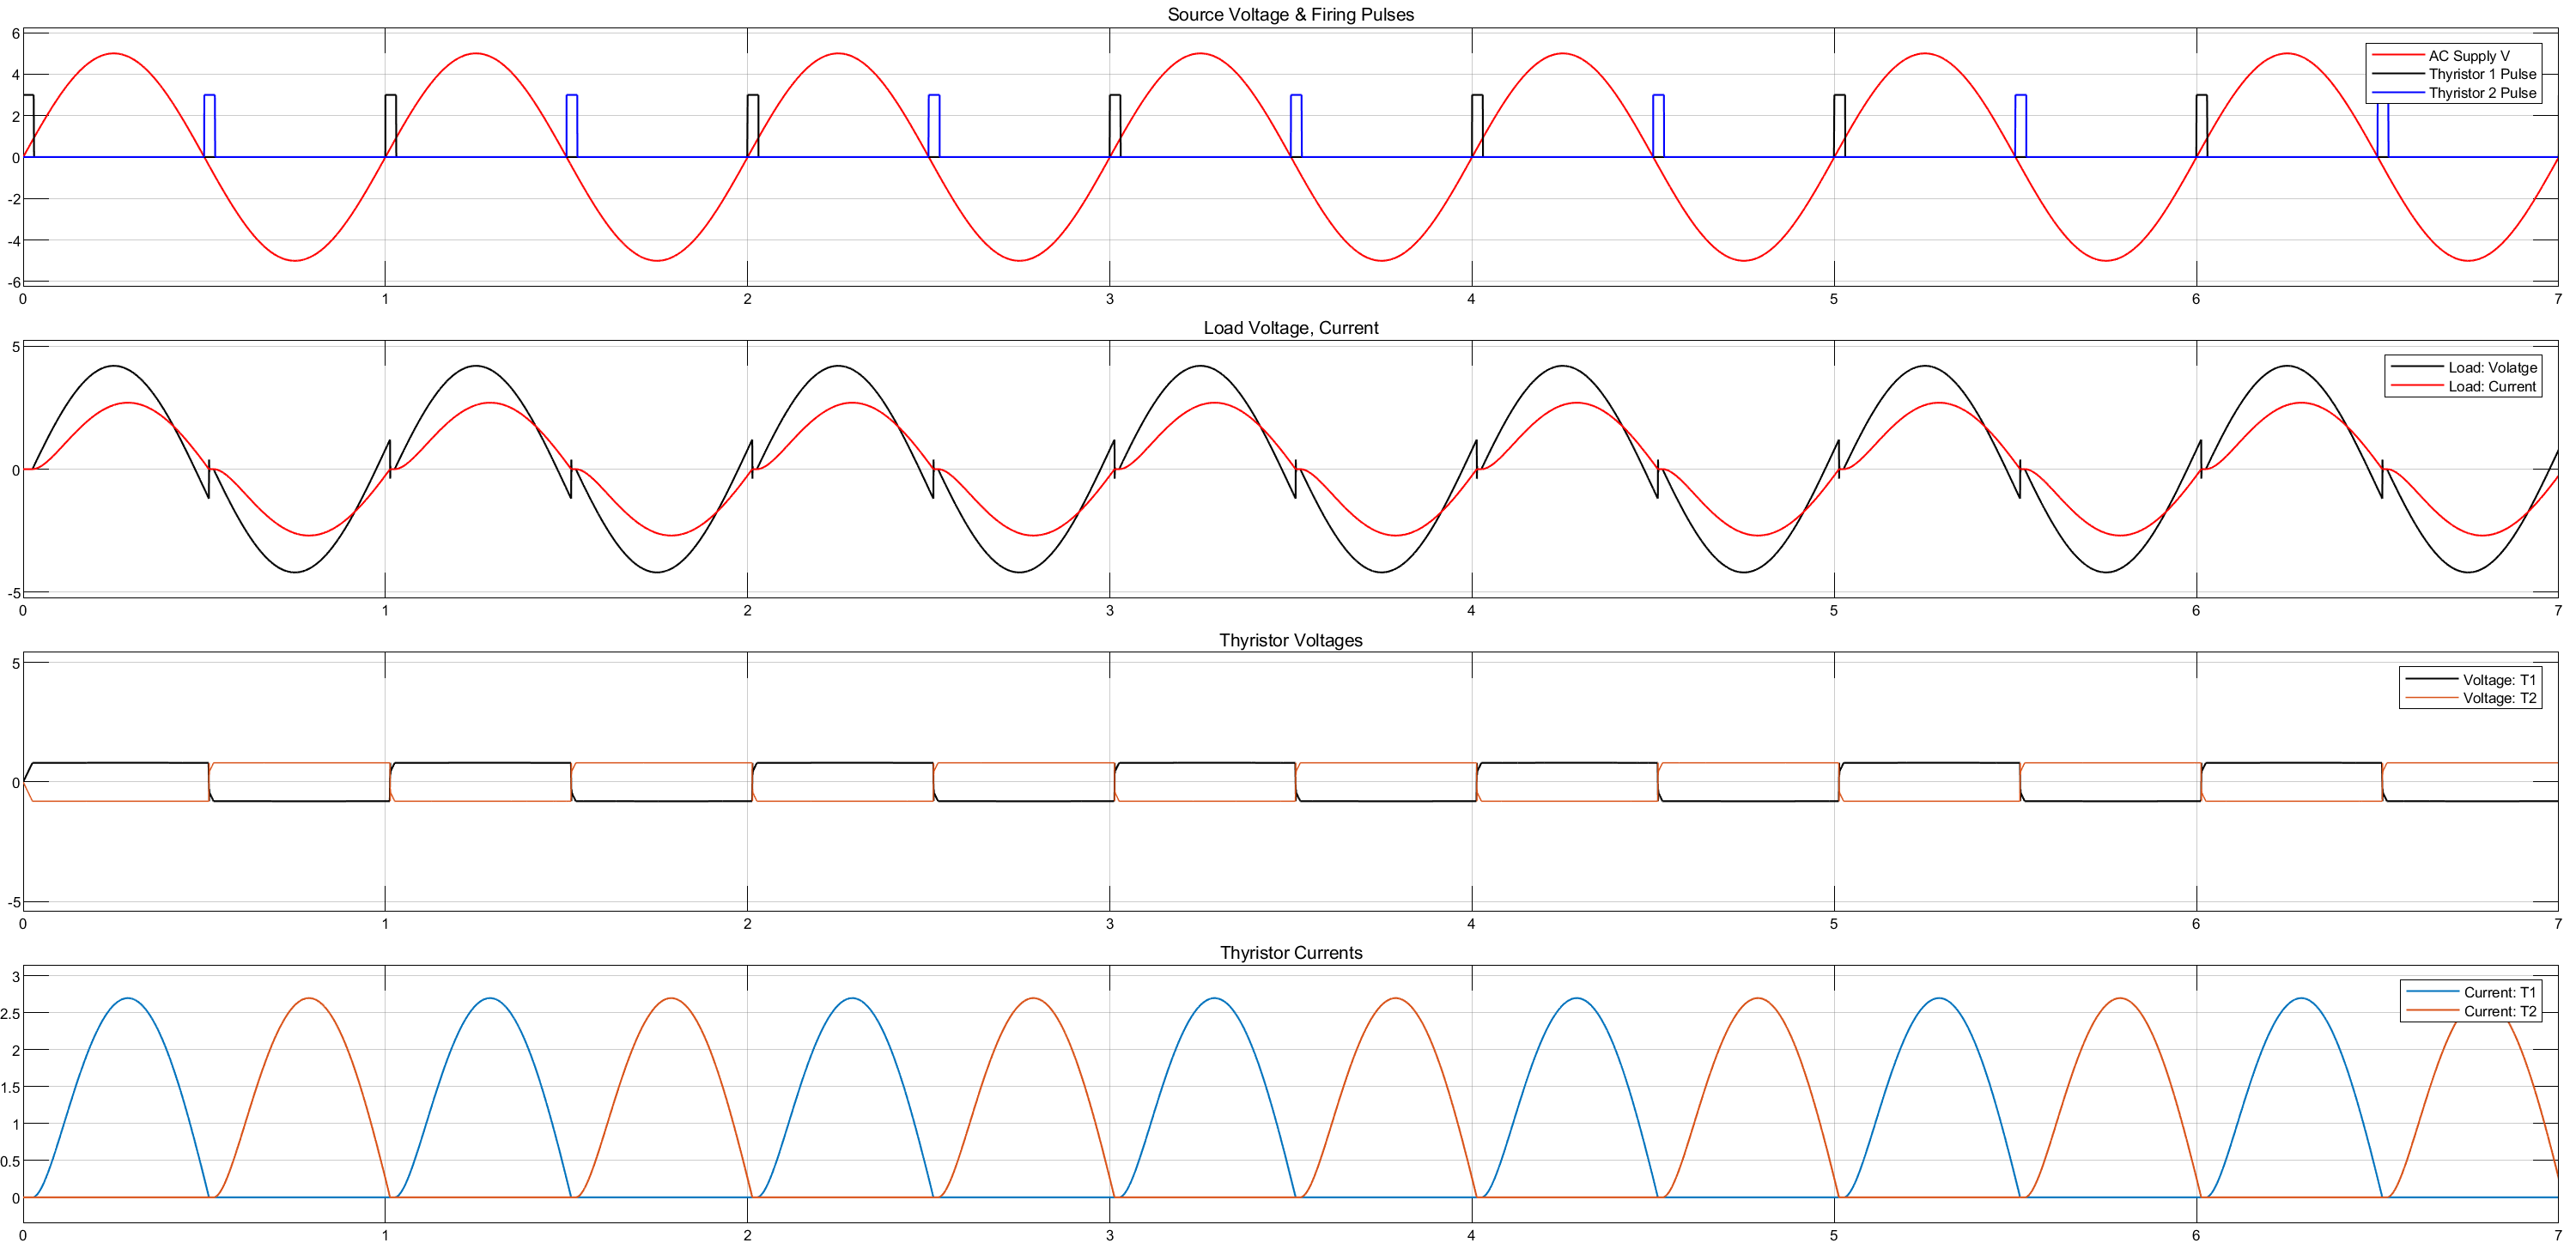 Source Voltage & Firing Pulses
6
4
2
0
-2
-4
-6
AC Supply V
Thyristor 1 Pulse
Thyristor 2 Pulse
0 1 2 3 4 5 6 7
Load Voltage, Current
5
0
-5
Load: Volatge
Load: Current
0 1 2 3 4 5 6 7
Thyristor Voltages
5
0
-5
Voltage: T1
Voltage: T2
0 1 2 3 4 5 6 7
Thyristor Currents
3
2.5
2
1.5
1
0.5
0
Current: T1
Current: T2
0 1 2 3 4 5 6 7